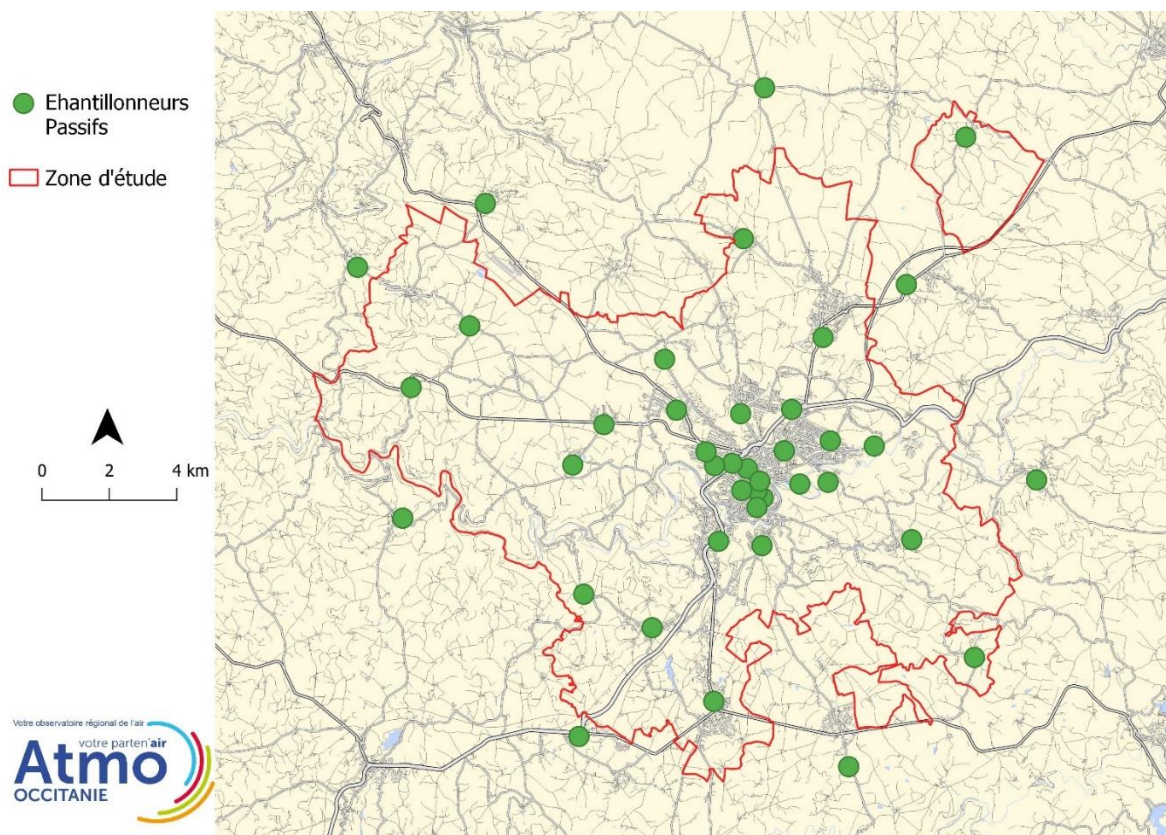 Ehantillonneurs
Passifs
Zone d'étude
0 2 4 km
Votre observatoire régional de l'air
votre parten'air
Atmo
OCCITANIE